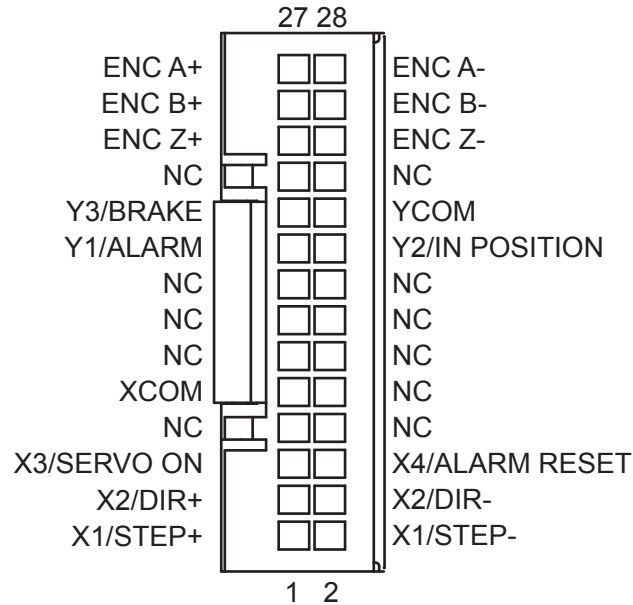 27 28
ENC A+ ENC A-
ENC B+ ENC B-
ENC Z+ ENC Z-
NC NC
Y3/BRAKE YCOM
Y1/ALARM Y2/IN POSITION
NC NC
NC NC
NC NC
XCOM NC
NC NC
X3/SERVO ON X4/ALARM RESET
X2/DIR+ X2/DIR-
X1/STEP+ X1/STEP-
1 2